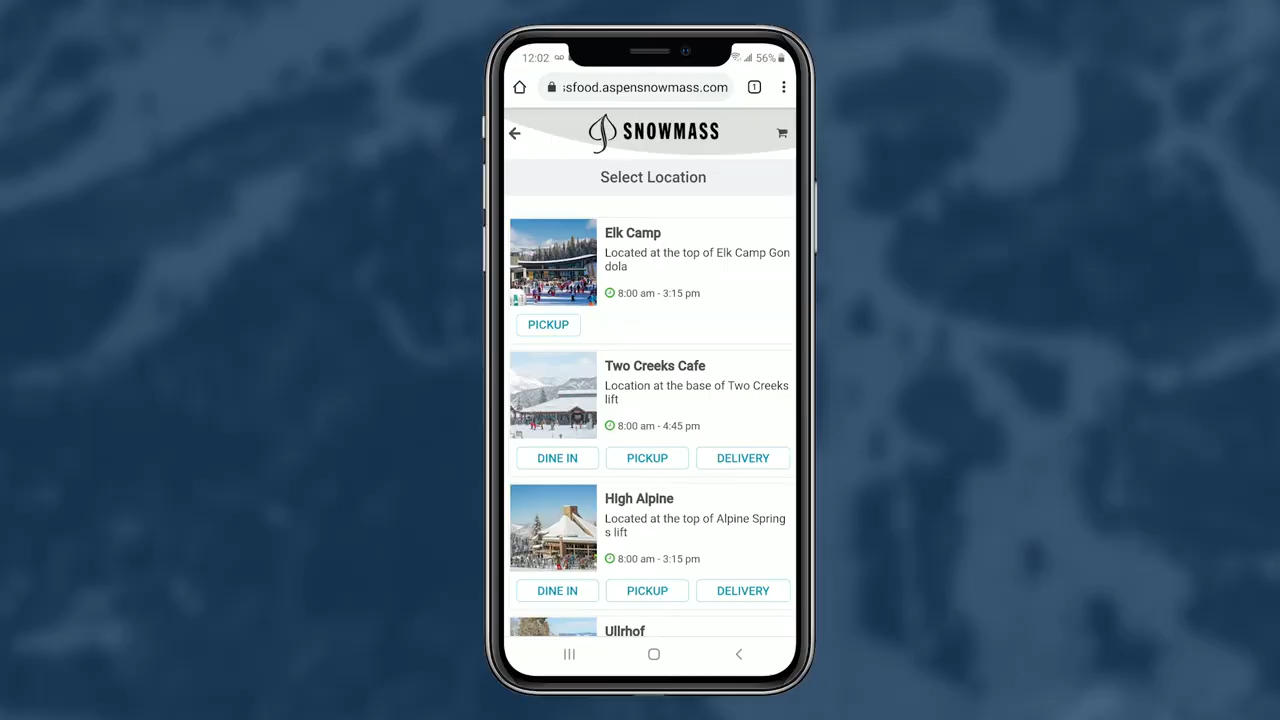 12:02
56%
ssfood.aspensnowmass.com
1
SNOWMASS
Select Location
Elk Camp
Located at the top of Elk Camp Gon
dola
8:00 am - 3:15 pm
PICKUP
Two Creeks Cafe
Location at the base of Two Creeks
lift
8:00 am - 4:45 pm
DINE IN
PICKUP
DELIVERY
High Alpine
Located at the top of Alpine Spring
s lift
8:00 am - 3:15 pm
DINE IN
PICKUP
DELIVERY
Ullrhof